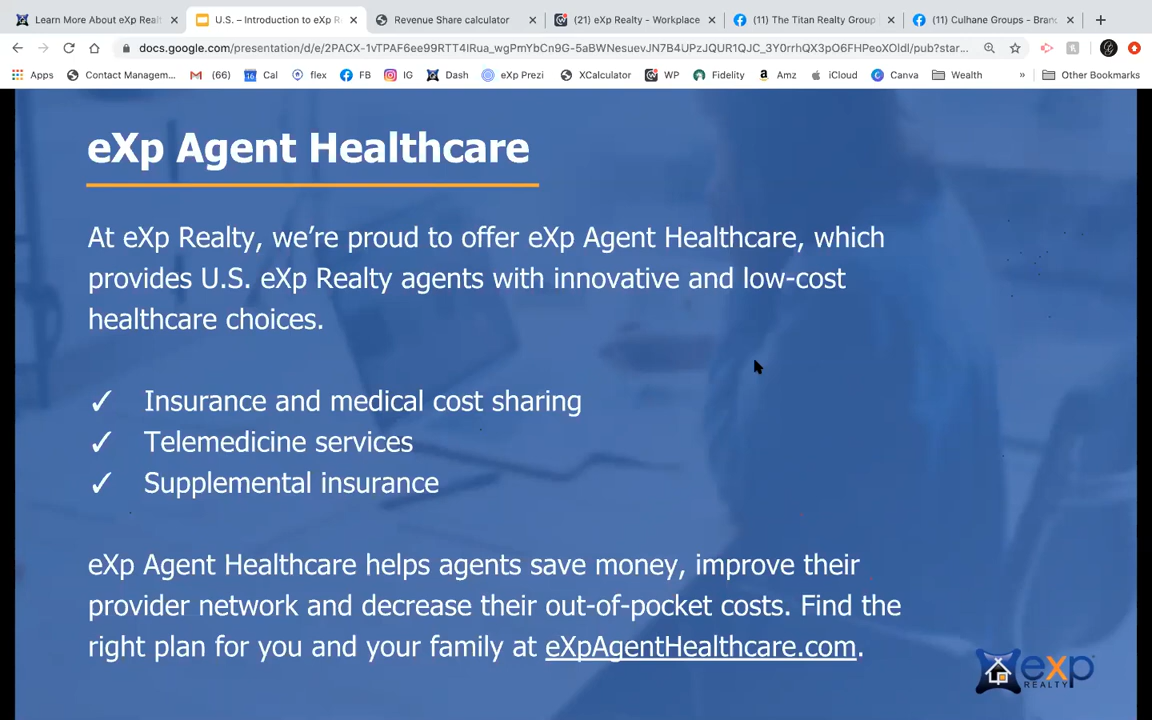 Learn More About eXp Realt
U.S. – Introduction to eXp R
Revenue Share calculator
(21) eXp Realty - Workplace
(11) The Titan Realty Group
(11) Culhane Groups - Bran
docs.google.com/presentation/d/e/2PACX-1vTPAF6ee99RTT4lRua_wgPmYbCn9G-5aBWNesuevJN7B4UPzJQUR1QJC_3Y0rrhQX3pO6FHPeoXOldl/pub?star...
Apps
Contact Managem...
(66)
Cal
flex
FB
IG
Dash
eXp Prezi
XCalculator
WP
Fidelity
Amz
iCloud
Canva
Wealth
»
Other Bookmarks
eXp Agent Healthcare
At eXp Realty, we’re proud to offer eXp Agent Healthcare, which
provides U.S. eXp Realty agents with innovative and low-cost
healthcare choices.
✓ Insurance and medical cost sharing
✓ Telemedicine services
✓ Supplemental insurance
eXp Agent Healthcare helps agents save money, improve their
provider network and decrease their out-of-pocket costs. Find the
right plan for you and your family at eXpAgentHealthcare.com.
eXp
REALTY